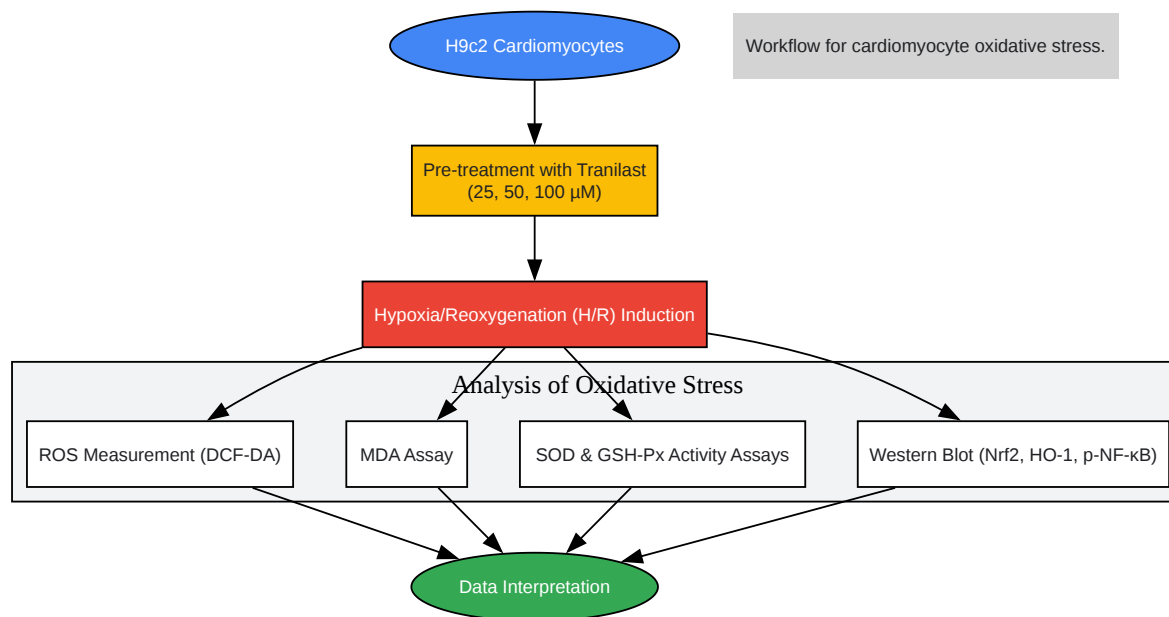 H9c2 Cardiomyocytes
Workflow for cardiomyocyte oxidative stress.
Pre-treatment with Tranilast
(25, 50, 100 µM)
Hypoxia/Reoxygenation (H/R) Induction
Analysis of Oxidative Stress
ROS Measurement (DCF-DA)
MDA Assay
SOD & GSH-Px Activity Assays
Western Blot (Nrf2, HO-1, p-NF-κB)
Data Interpretation